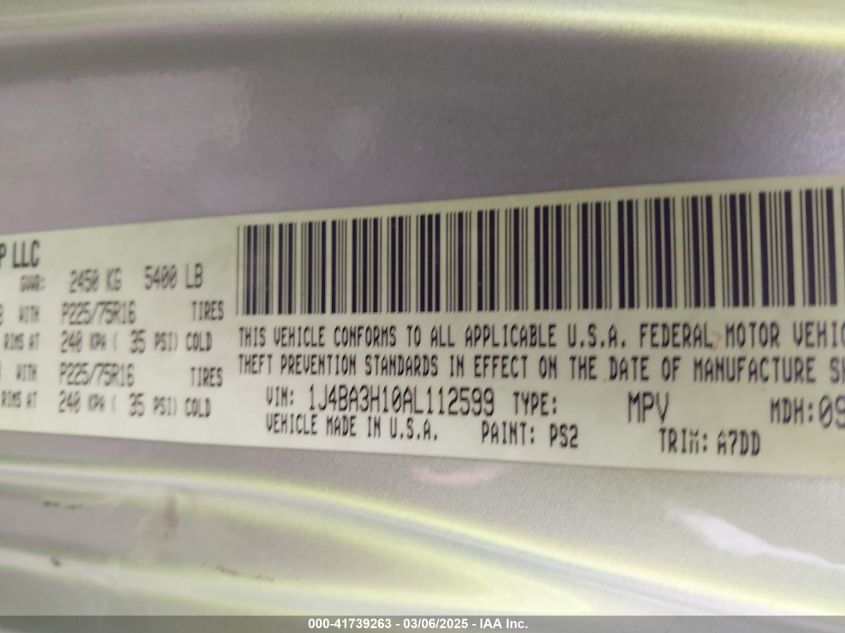 P LLC
GVWR: 2450 KG 5400 LB
WITH P225/75R16 TIRES
RIMS AT 240 KPA ( 35 PSI) COLD
WITH P225/75R16 TIRES
RIMS AT 240 KPA ( 35 PSI) COLD
THIS VEHICLE CONFORMS TO ALL APPLICABLE U.S.A. FEDERAL MOTOR VEHIC
THEFT PREVENTION STANDARDS IN EFFECT ON THE DATE OF MANUFACTURE SH
VIN: 1J4BA3H10AL112599 TYPE: MPV MDH:09
VEHICLE MADE IN U.S.A. PAINT: PS2 TRIM: A7DD
000-41739263 - 03/06/2025 - IAA Inc.